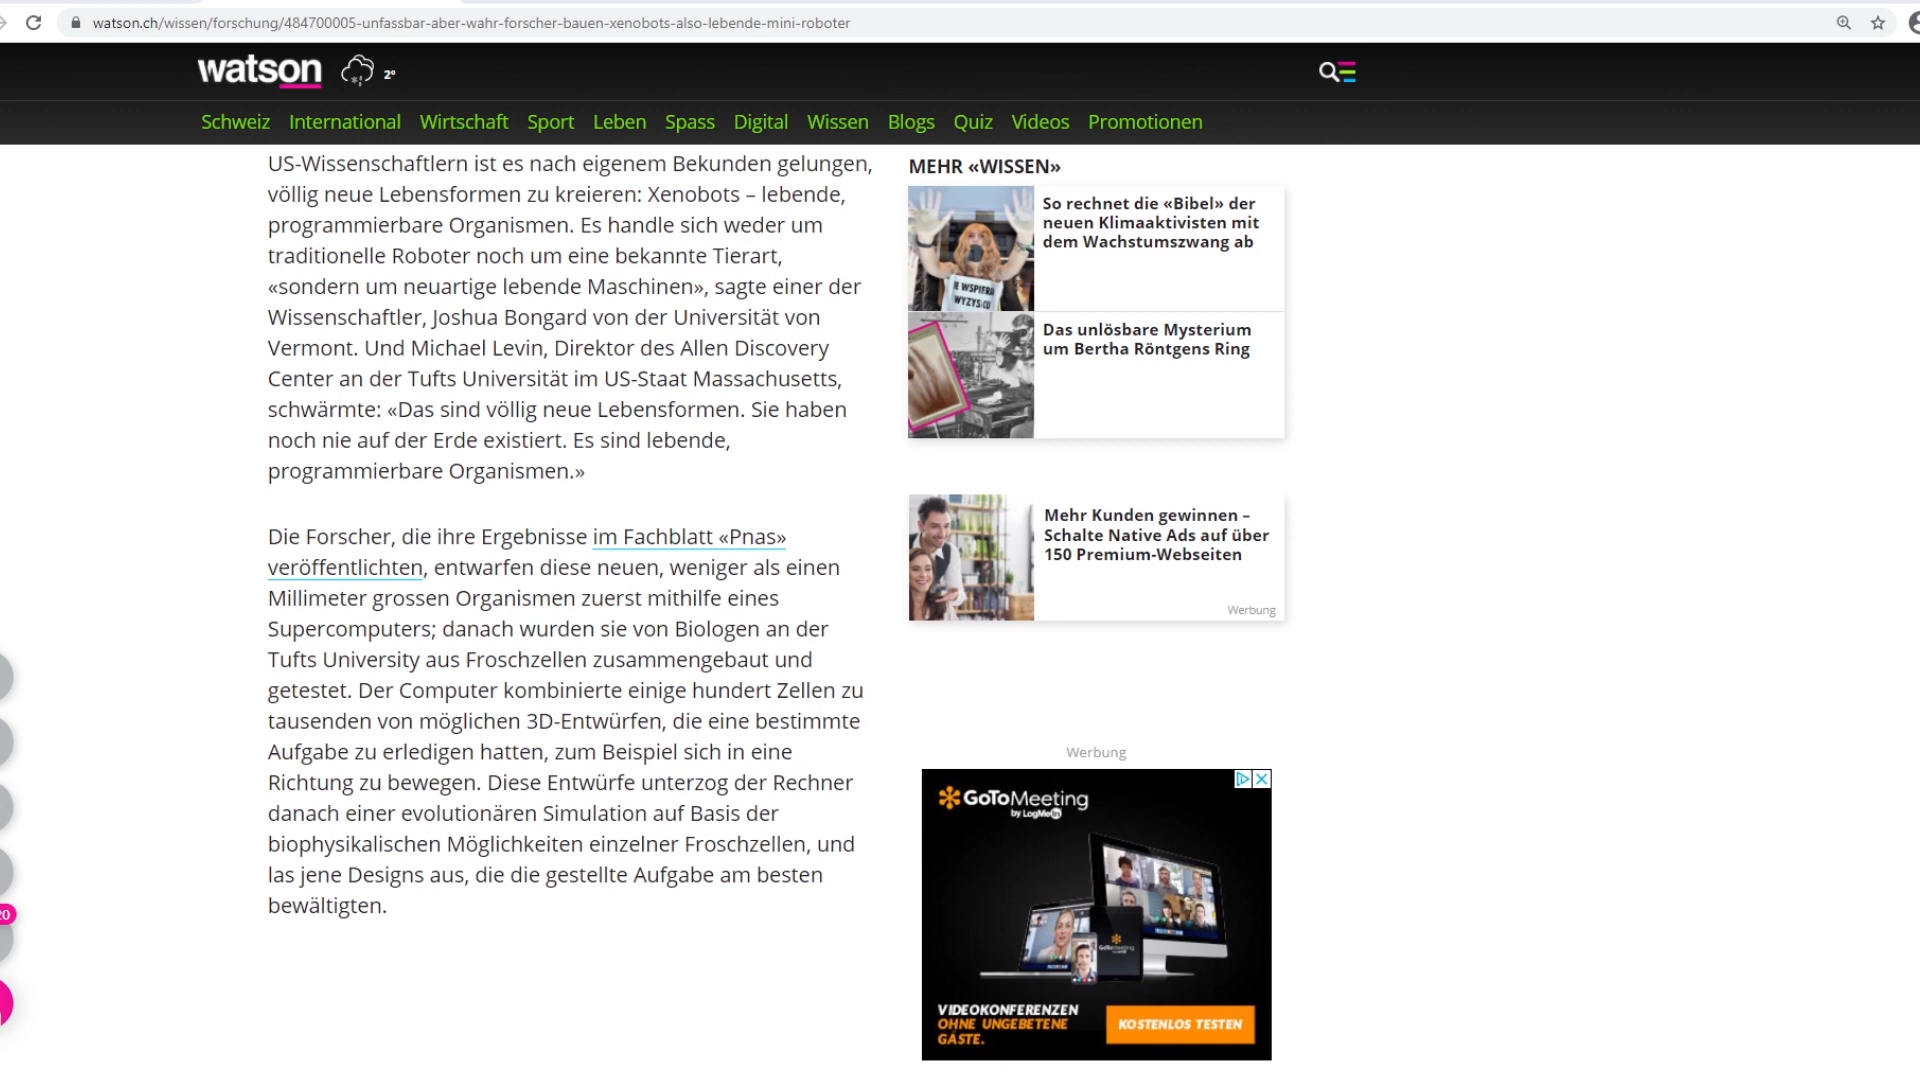 watson.ch/wissen/forschung/484700005-unfassbar-aber-wahr-forscher-bauen-xenobots-also-lebende-mini-roboter
watson
2°
Schweiz International Wirtschaft Sport Leben Spass Digital Wissen Blogs Quiz Videos Promotionen
US-Wissenschaftlern ist es nach eigenem Bekunden gelungen,
völlig neue Lebensformen zu kreieren: Xenobots – lebende,
programmierbare Organismen. Es handle sich weder um
traditionelle Roboter noch um eine bekannte Tierart,
«sondern um neuartige lebende Maschinen», sagte einer der
Wissenschaftler, Joshua Bongard von der Universität von
Vermont. Und Michael Levin, Direktor des Allen Discovery
Center an der Tufts Universität im US-Staat Massachusetts,
schwärmte: «Das sind völlig neue Lebensformen. Sie haben
noch nie auf der Erde existiert. Es sind lebende,
programmierbare Organismen.»
Die Forscher, die ihre Ergebnisse im Fachblatt «Pnas»
veröffentlichten, entwarfen diese neuen, weniger als einen
Millimeter grossen Organismen zuerst mithilfe eines
Supercomputers; danach wurden sie von Biologen an der
Tufts University aus Froschzellen zusammengebaut und
getestet. Der Computer kombinierte einige hundert Zellen zu
tausenden von möglichen 3D-Entwürfen, die eine bestimmte
Aufgabe zu erledigen hatten, zum Beispiel sich in eine
Richtung zu bewegen. Diese Entwürfe unterzog der Rechner
danach einer evolutionären Simulation auf Basis der
biophysikalischen Möglichkeiten einzelner Froschzellen, und
las jene Designs aus, die die gestellte Aufgabe am besten
bewältigten.
20
MEHR «WISSEN»
So rechnet die «Bibel» der
neuen Klimaaktivisten mit
dem Wachstumszwang ab
E WSPIERA
WYZYS
Das unlösbare Mysterium
um Bertha Röntgens Ring
Mehr Kunden gewinnen –
Schalte Native Ads auf über
150 Premium-Webseiten
Werbung
Werbung
GoToMeeting
by LogMeIn
GoToMeeting
VIDEOKONFERENZEN
OHNE UNGEBETENE
GÄSTE.
KOSTENLOS TESTEN